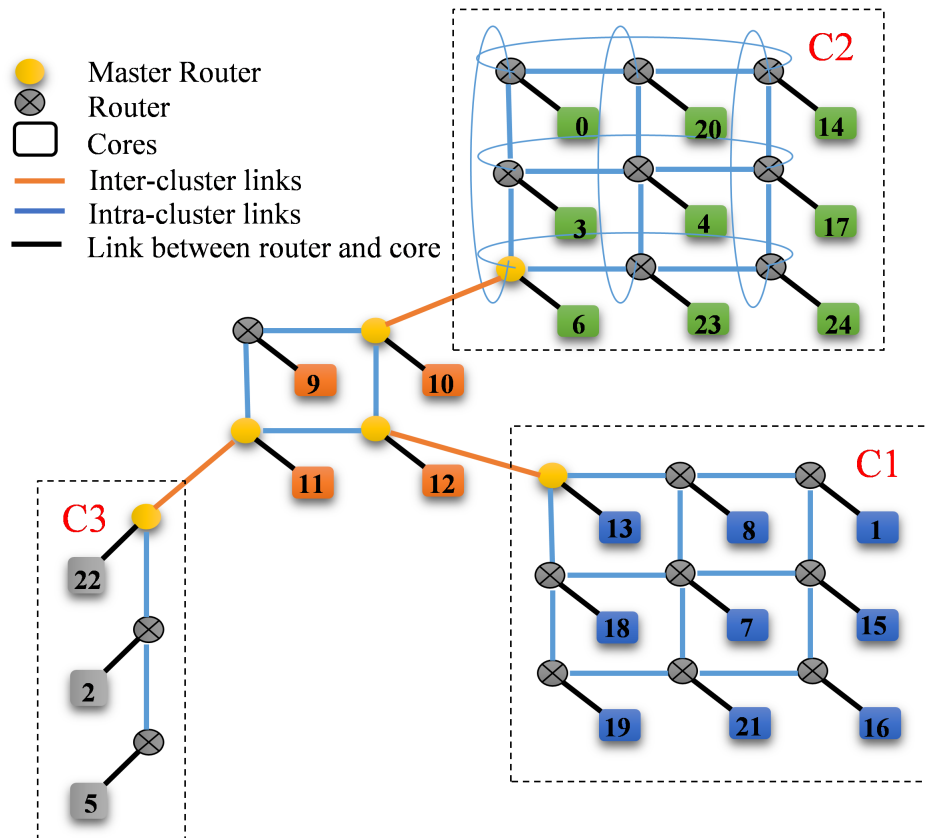 Master Router
Router
Cores
Inter-cluster links
Intra-cluster links
Link between router and core
C2
0
20
14
3
4
17
6
23
24
9
10
11
12
C1
13
8
1
18
7
15
19
21
16
C3
22
2
5